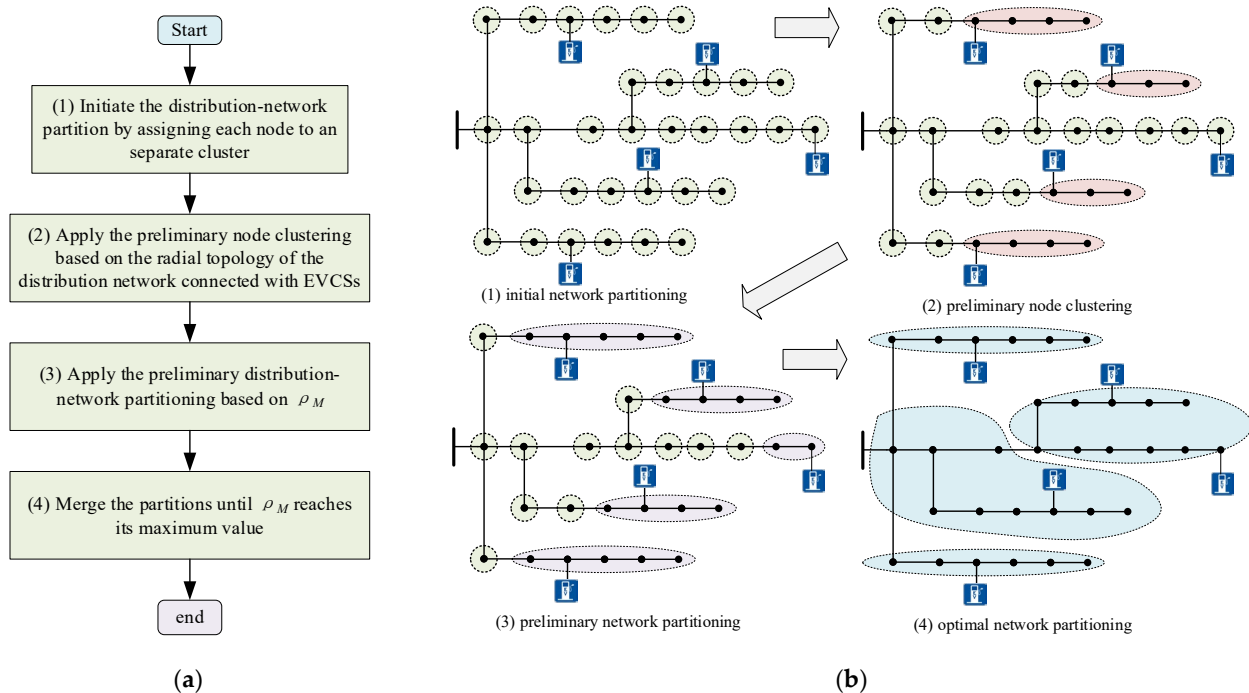 Start
(1) Initiate the distribution-network
partition by assigning each node to an
separate cluster
(2) Apply the preliminary node clustering
based on the radial topology of the
distribution network connected with EVCSs
(3) Apply the preliminary distribution-
network partitioning based on ρ_M
(4) Merge the partitions until ρ_M reaches
its maximum value
end
(a)
(1) initial network partitioning
(2) preliminary node clustering
(3) preliminary network partitioning
(4) optimal network partitioning
(b)